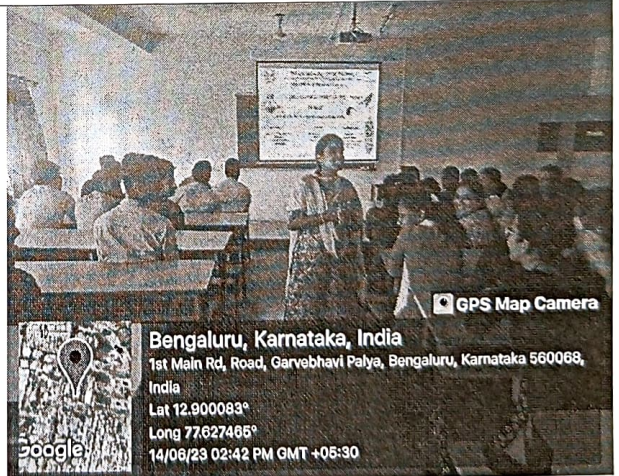 GPS Map Camera
Bengaluru, Karnataka, India
1st Main Rd, Road, Garvebhavi Palya, Bengaluru, Karnataka 560068,
India
Lat 12.900083°
Long 77.627465°
14/06/23 02:42 PM GMT +05:30
Google